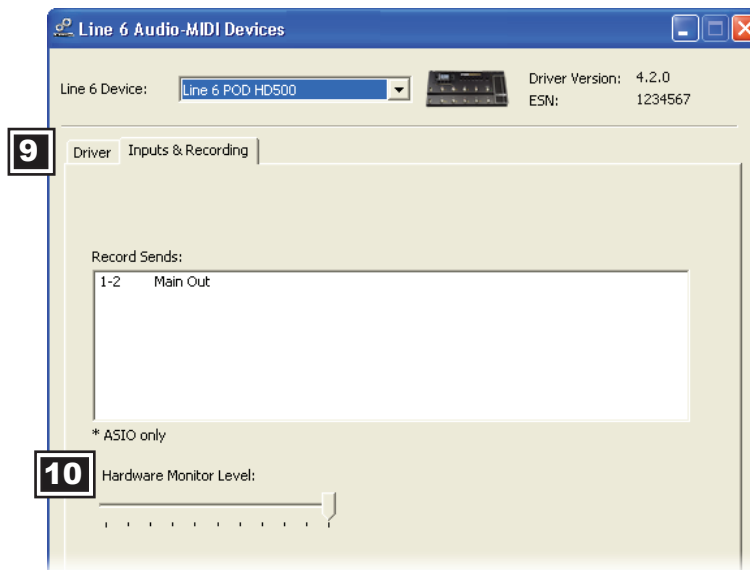 Line 6 Audio-MIDI Devices
Line 6 Device:
Line 6 POD HD500
Driver Version: 4.2.0
ESN: 1234567
9
Driver
Inputs & Recording
Record Sends:
1-2 Main Out
* ASIO only
10
Hardware Monitor Level: